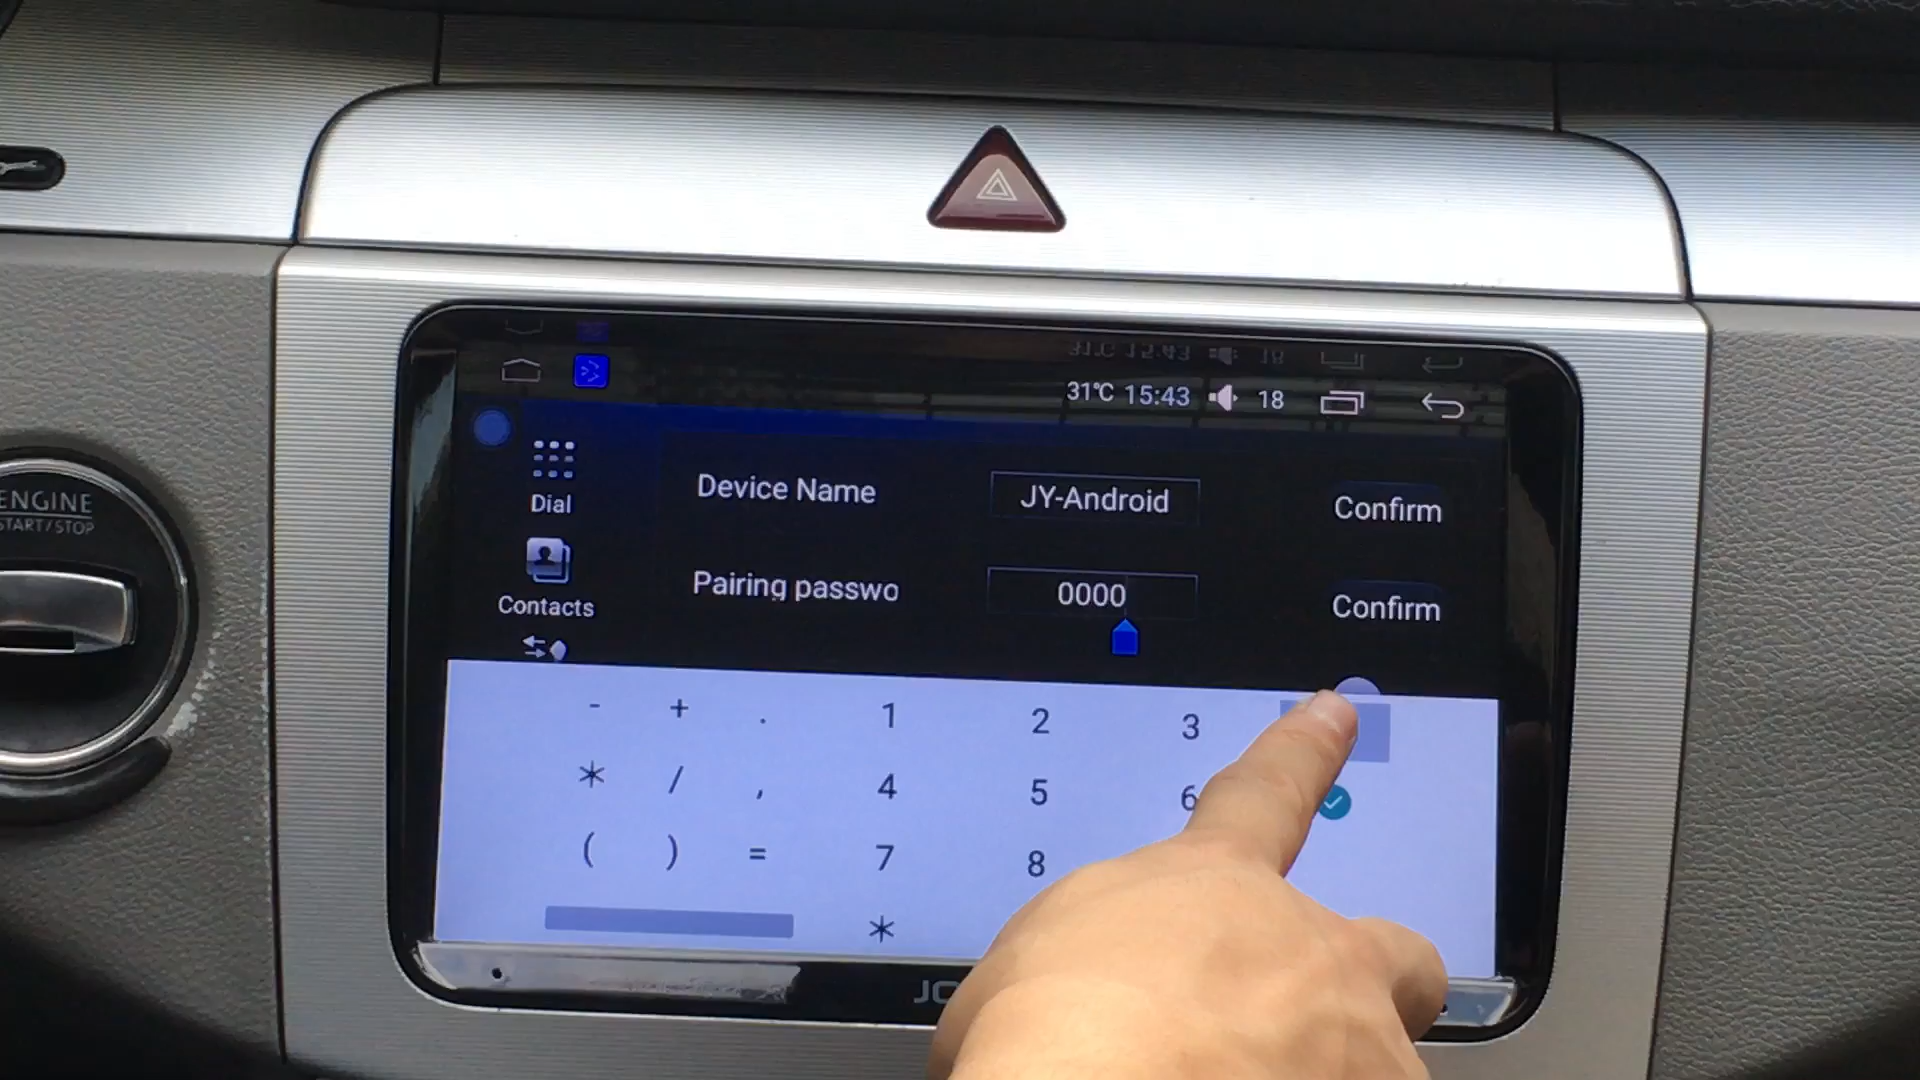 ENGINE
START/STOP
31℃ 15:43 18
Dial
Device Name JY-Android Confirm
Contacts
Pairing passwo 0000 Confirm
- + . 1 2 3
* / , 4 5 6
( ) = 7 8
*